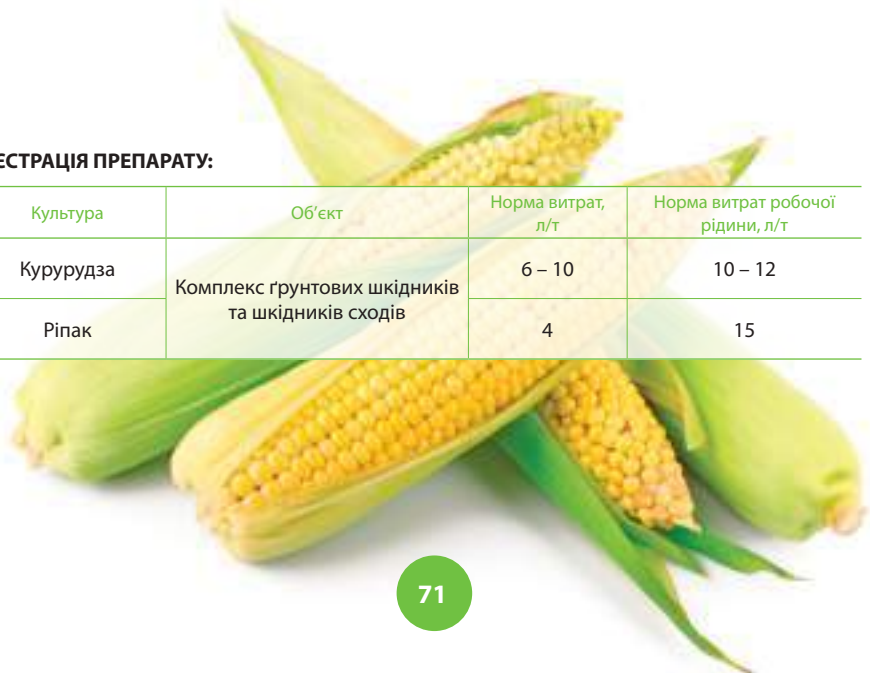 ЕСТРАЦІЯ ПРЕПАРАТУ:
Культура
Об’єкт
Норма витрат,
л/т
Норма витрат робочої
рідини, л/т
Курурудза
Комплекс ґрунтових шкідників
та шкідників сходів
6 – 10
10 – 12
Ріпак
4
15
71